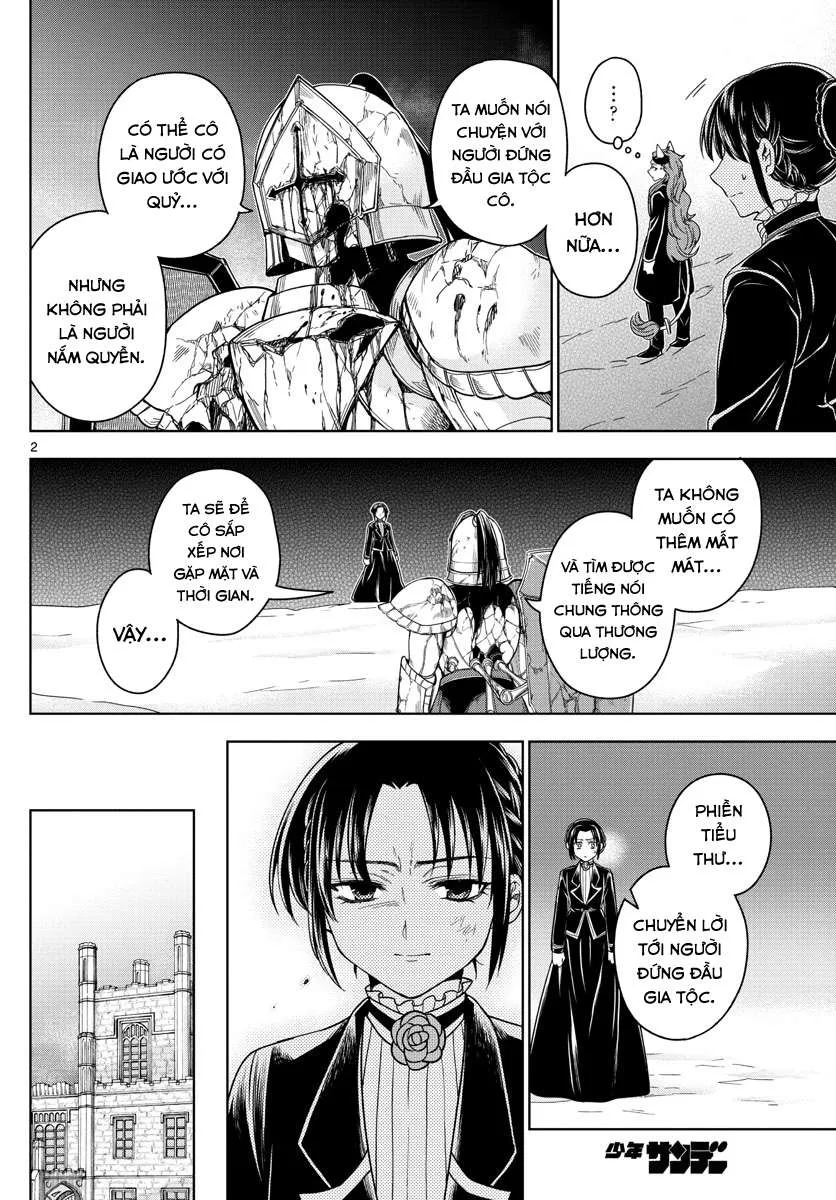 ...?
HƠN
NỮA...
TA MUỐN NÓI
CHUYỆN VỚI
NGƯỜI ĐỨNG
ĐẦU GIA TỘC
CÔ.
CÓ THỂ CÔ
LÀ NGƯỜI CÓ
GIAO ƯỚC VỚI
QUỶ...
NHƯNG
KHÔNG PHẢI
LÀ NGƯỜI
NẮM QUYỀN.
2
TA KHÔNG
MUỐN CÓ
THÊM MẤT
MÁT...
VÀ TÌM ĐƯỢC
TIẾNG NÓI
CHUNG THÔNG
QUA THƯƠNG
LƯỢNG.
TA SẼ ĐỂ
CÔ SẮP
XẾP NƠI
GẶP MẶT VÀ
THỜI GIAN.
VẬY...
PHIỀN
TIỂU
THƯ...
CHUYỂN LỜI
TỚI NGƯỜI
ĐỨNG ĐẦU
GIA TỘC.
少年サンデー